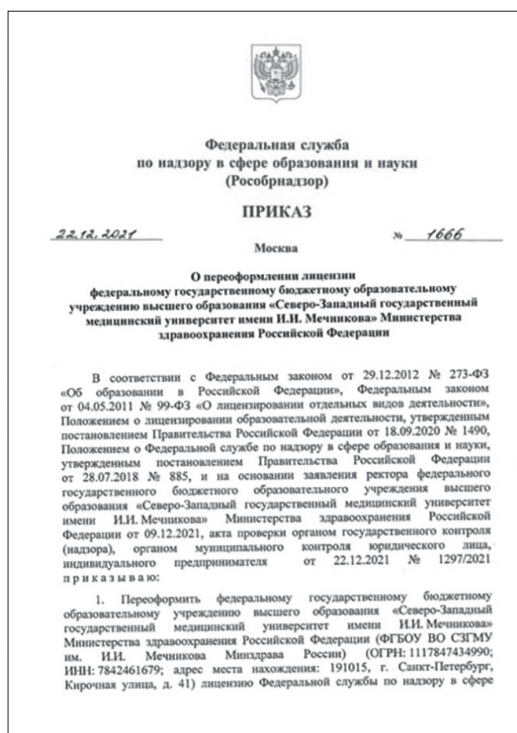 Федеральная служба
по надзору в сфере образования и науки
(Рособрнадзор)
ПРИКАЗ
22.12.2021 № 1666
Москва
О переоформлении лицензии
федеральному государственному бюджетному образовательному
учреждению высшего образования «Северо-Западный государственный
медицинский университет имени И.И. Мечникова» Министерства
здравоохранения Российской Федерации
В соответствии с Федеральным законом от 29.12.2012 № 273-ФЗ
«Об образовании в Российской Федерации», Федеральным законом
от 04.05.2011 № 99-ФЗ «О лицензировании отдельных видов деятельности»,
Положением о лицензировании образовательной деятельности, утвержденным
постановлением Правительства Российской Федерации от 18.09.2020 № 1490,
Положением о Федеральной службе по надзору в сфере образования и науки,
утвержденным постановлением Правительства Российской Федерации
от 28.07.2018 № 885, и на основании заявления ректора федерального
государственного бюджетного образовательного учреждения высшего
образования «Северо-Западный государственный медицинский университет
имени И.И. Мечникова» Министерства здравоохранения Российской
Федерации от 09.12.2021, акта проверки органом государственного контроля
(надзора), органом муниципального контроля юридического лица,
индивидуального предпринимателя от 22.12.2021 № 1297/2021
приказываю:
1. Переоформить федеральному государственному бюджетному
образовательному учреждению высшего образования «Северо-Западный
государственный медицинский университет имени И.И. Мечникова»
Министерства здравоохранения Российской Федерации (ФГБОУ ВО СЗГМУ
им. И.И. Мечникова Минздрава России) (ОГРН: 1117847434990;
ИНН: 7842461679; адрес места нахождения: 191015, г. Санкт-Петербург,
Кирочная улица, д. 41) лицензию Федеральной службы по надзору в сфере